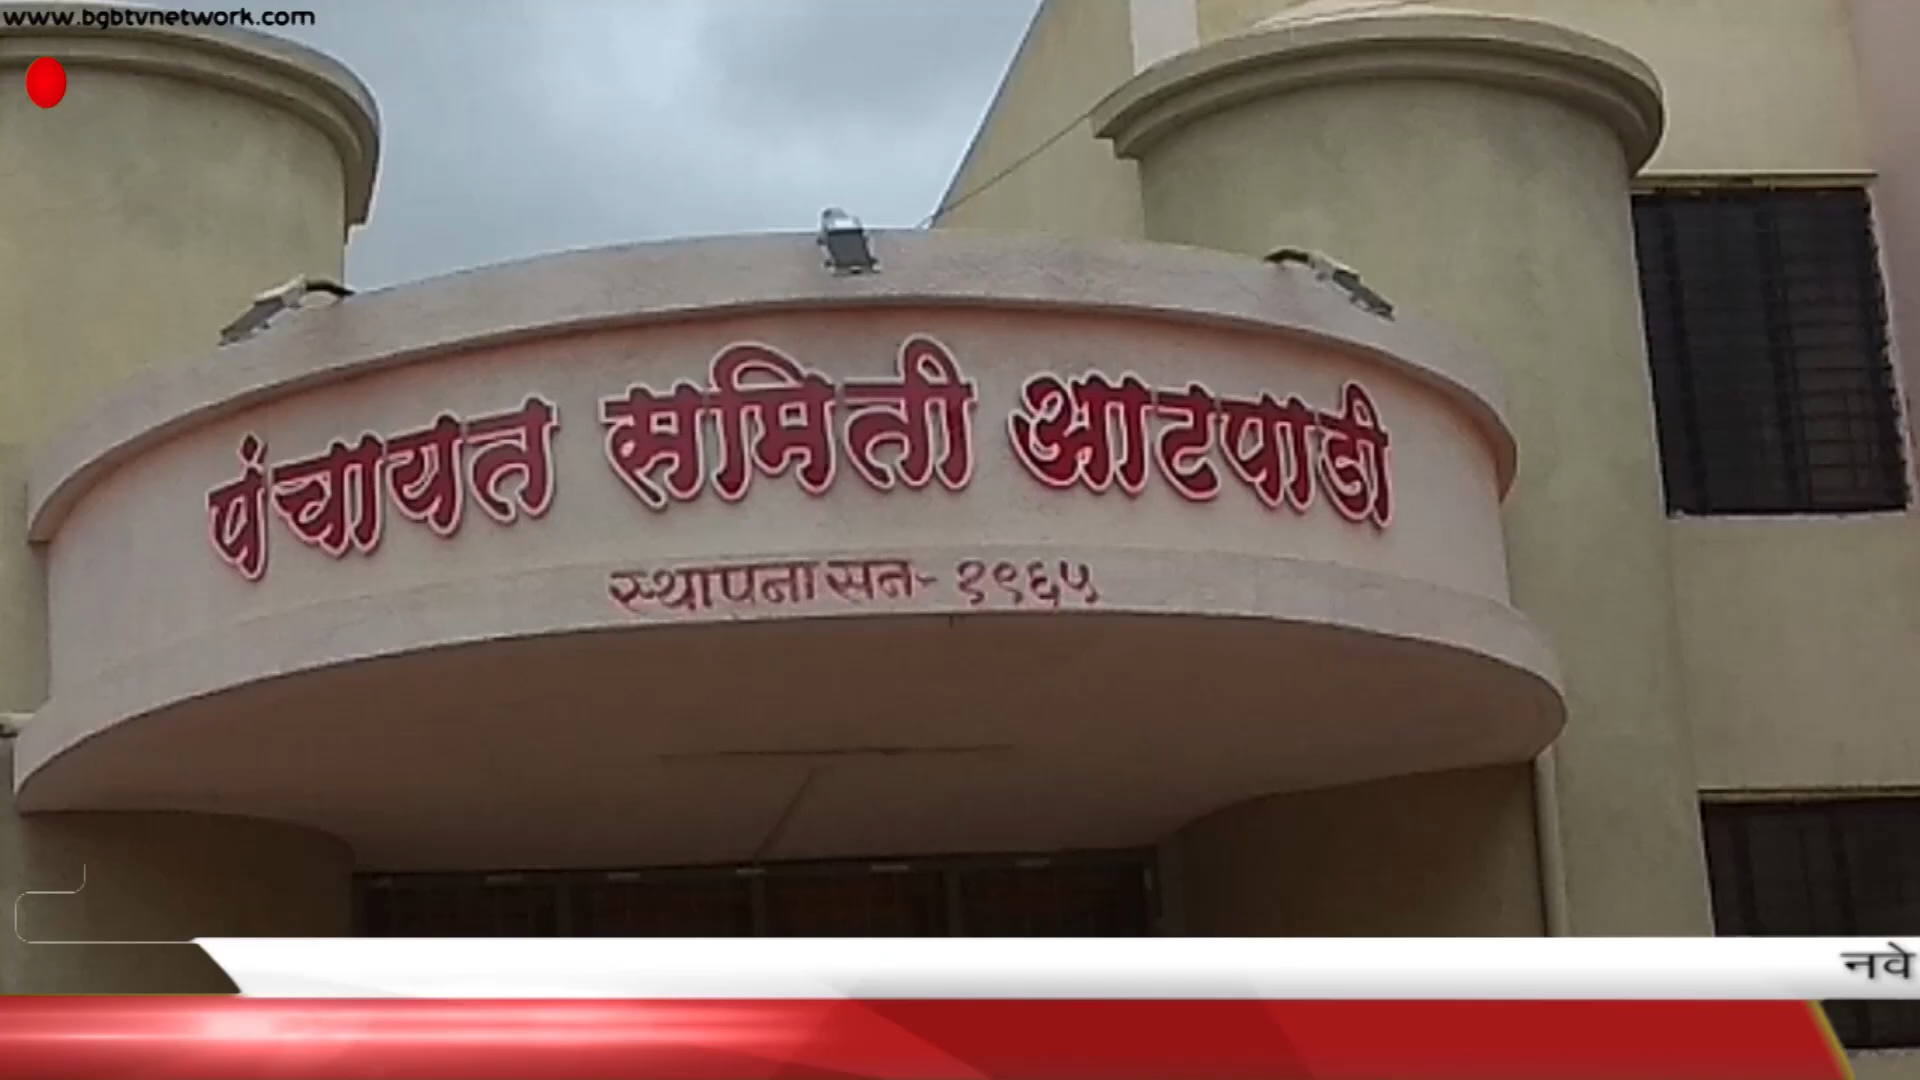 www.bgbtvnetwork.com
पंचायत समिती आटपाडी
स्थापना सन- १९६५
नवे